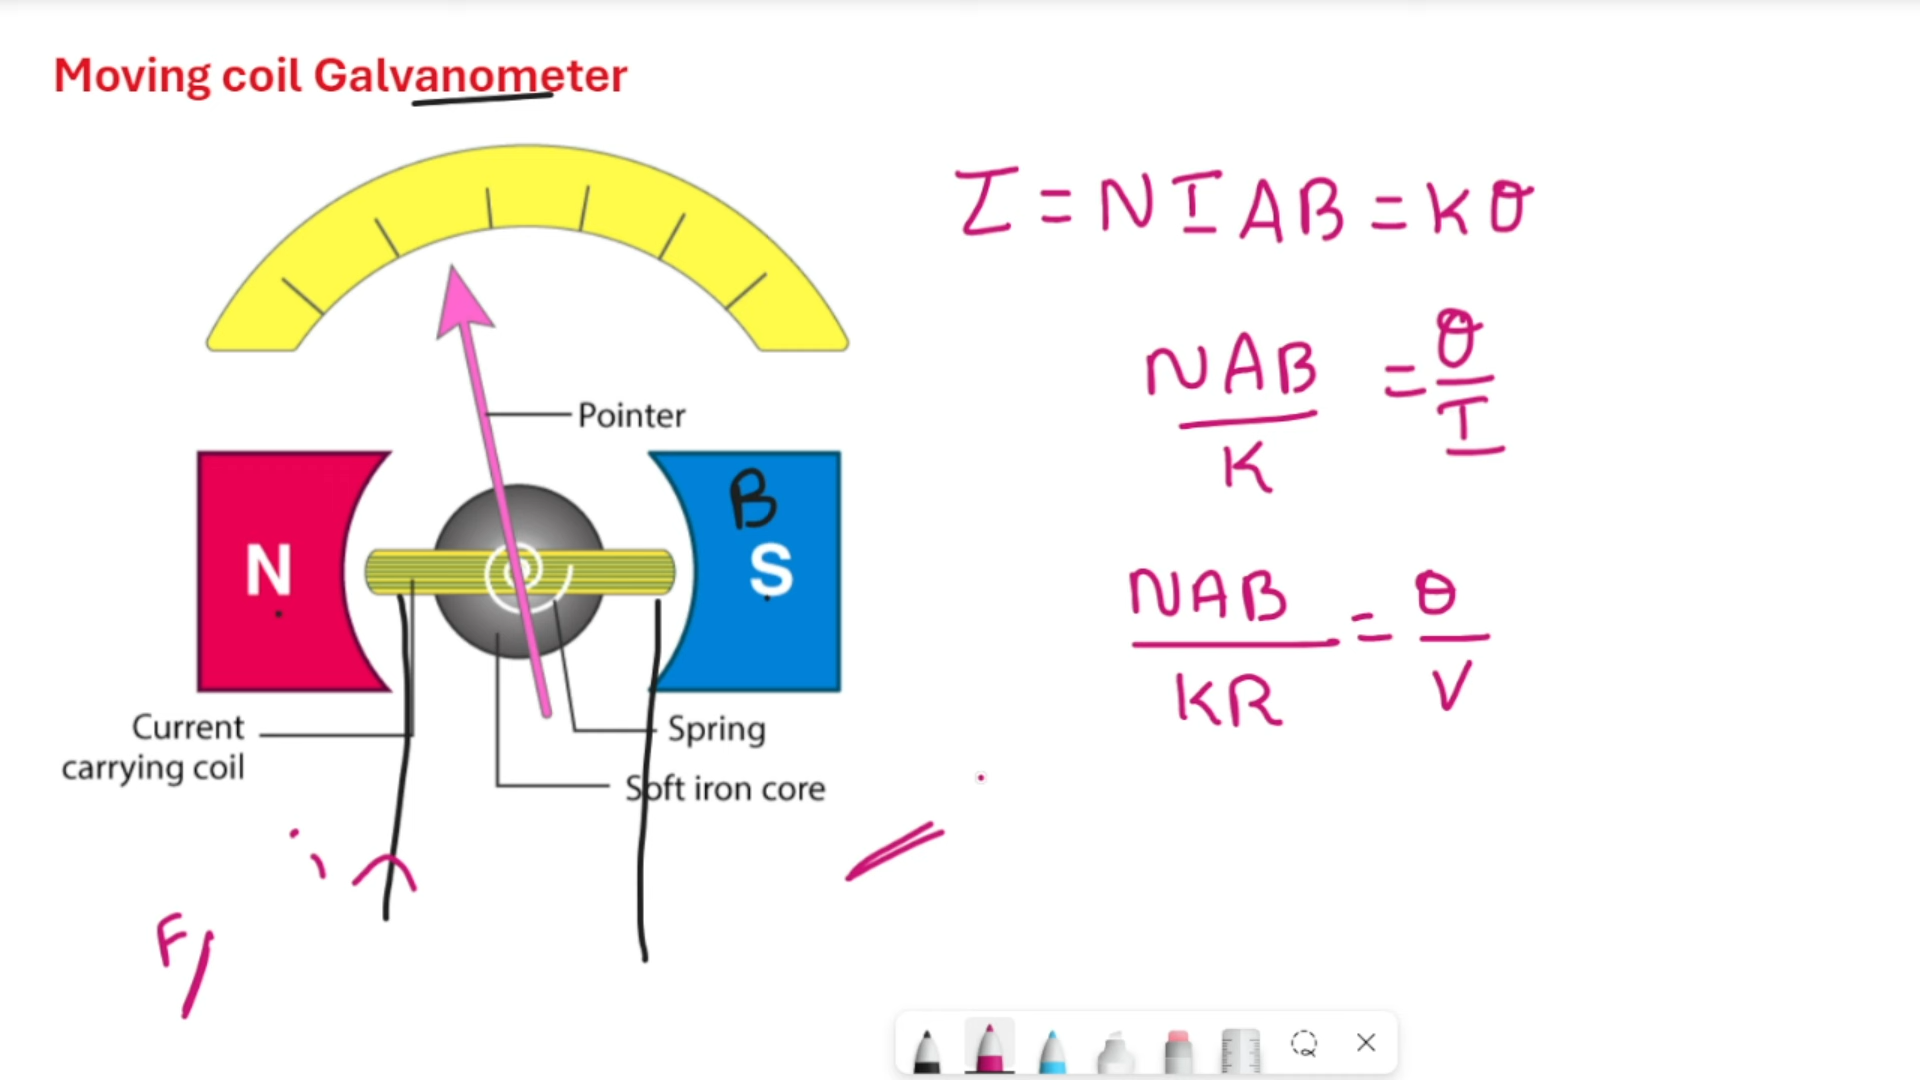 Moving coil Galvanometer
Pointer
N
B
S
Current
carrying coil
Spring
Soft iron core
F
I = NIAB = Kθ
NAB / K = θ / I
NAB / KR = θ / V